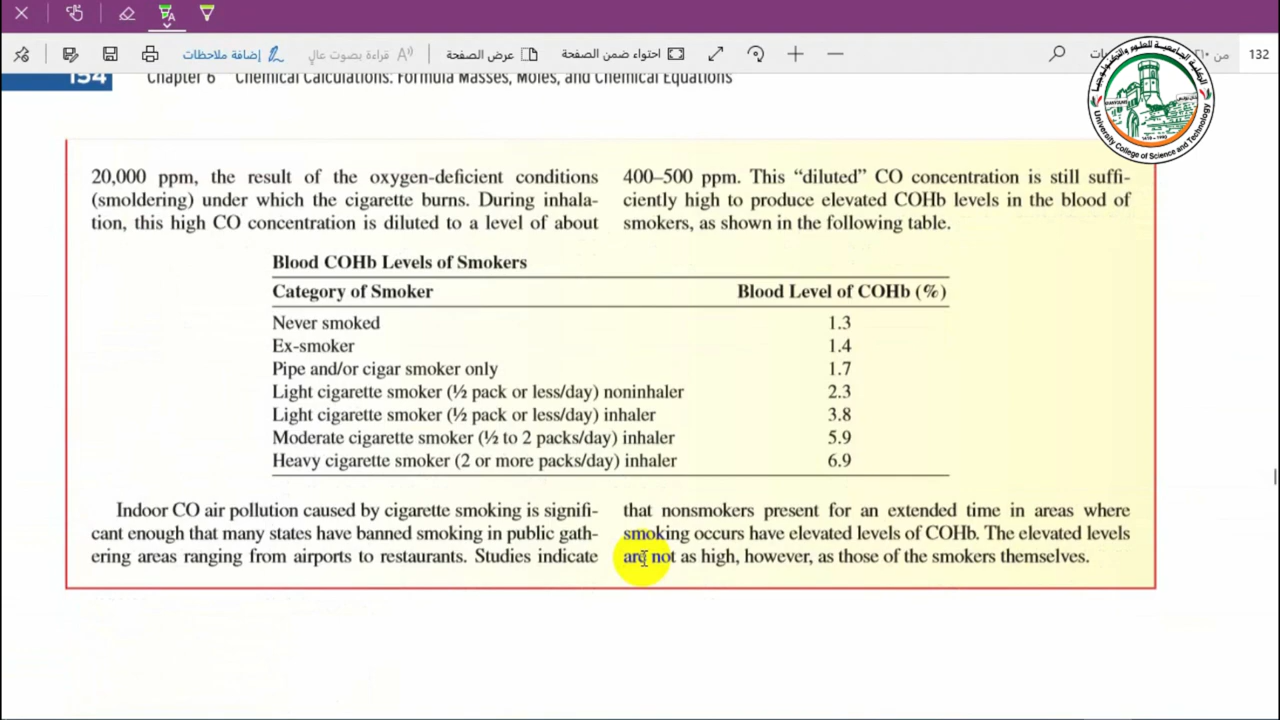 إضافة ملاحظات
قراءة بصوت عالٍ
عرض الصفحة
احتواء ضمن الصفحة
من
132
154 Chapter 6 Chemical Calculations: Formula Masses, Moles, and Chemical Equations
University College of Science and Technology
20,000 ppm, the result of the oxygen-deficient conditions
(smoldering) under which the cigarette burns. During inhala-
tion, this high CO concentration is diluted to a level of about
400–500 ppm. This “diluted” CO concentration is still suffi-
ciently high to produce elevated COHb levels in the blood of
smokers, as shown in the following table.
Blood COHb Levels of Smokers
Category of Smoker Blood Level of COHb (%)
Never smoked 1.3
Ex-smoker 1.4
Pipe and/or cigar smoker only 1.7
Light cigarette smoker (½ pack or less/day) noninhaler 2.3
Light cigarette smoker (½ pack or less/day) inhaler 3.8
Moderate cigarette smoker (½ to 2 packs/day) inhaler 5.9
Heavy cigarette smoker (2 or more packs/day) inhaler 6.9
Indoor CO air pollution caused by cigarette smoking is signifi-
cant enough that many states have banned smoking in public gath-
ering areas ranging from airports to restaurants. Studies indicate
that nonsmokers present for an extended time in areas where
smoking occurs have elevated levels of COHb. The elevated levels
are not as high, however, as those of the smokers themselves.